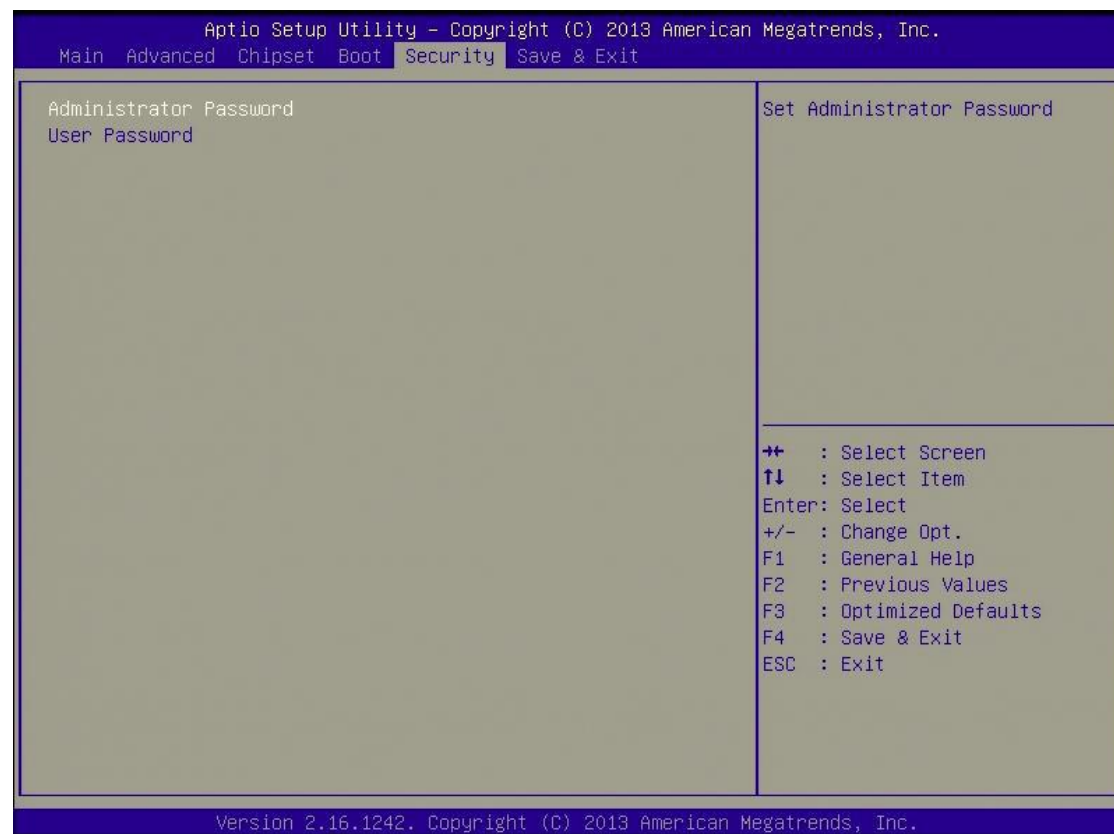 Aptio Setup Utility – Copyright (C) 2013 American Megatrends, Inc.
Main Advanced Chipset Boot Security Save & Exit
Administrator Password
User Password
Set Administrator Password
→← : Select Screen
↑↓ : Select Item
Enter: Select
+/- : Change Opt.
F1 : General Help
F2 : Previous Values
F3 : Optimized Defaults
F4 : Save & Exit
ESC : Exit
Version 2.16.1242. Copyright (C) 2013 American Megatrends, Inc.